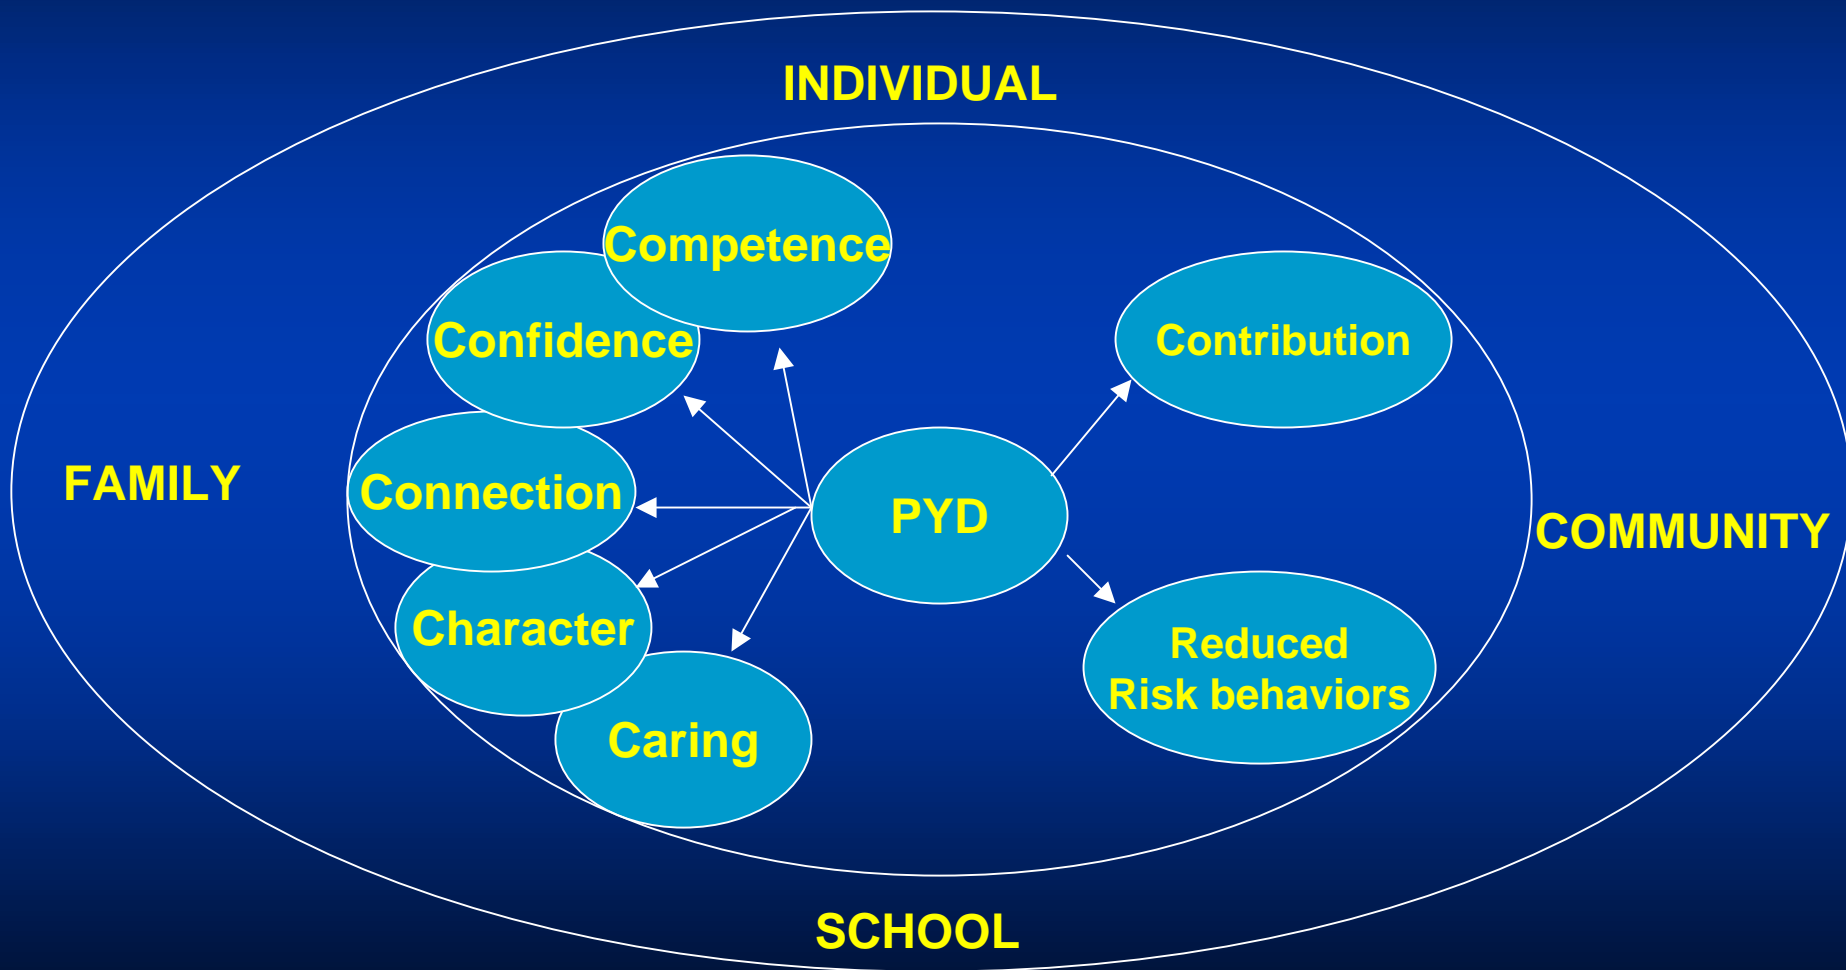 INDIVIDUAL
Competence
Confidence
Contribution
FAMILY
Connection
PYD
COMMUNITY
Character
Reduced
Risk behaviors
Caring
SCHOOL